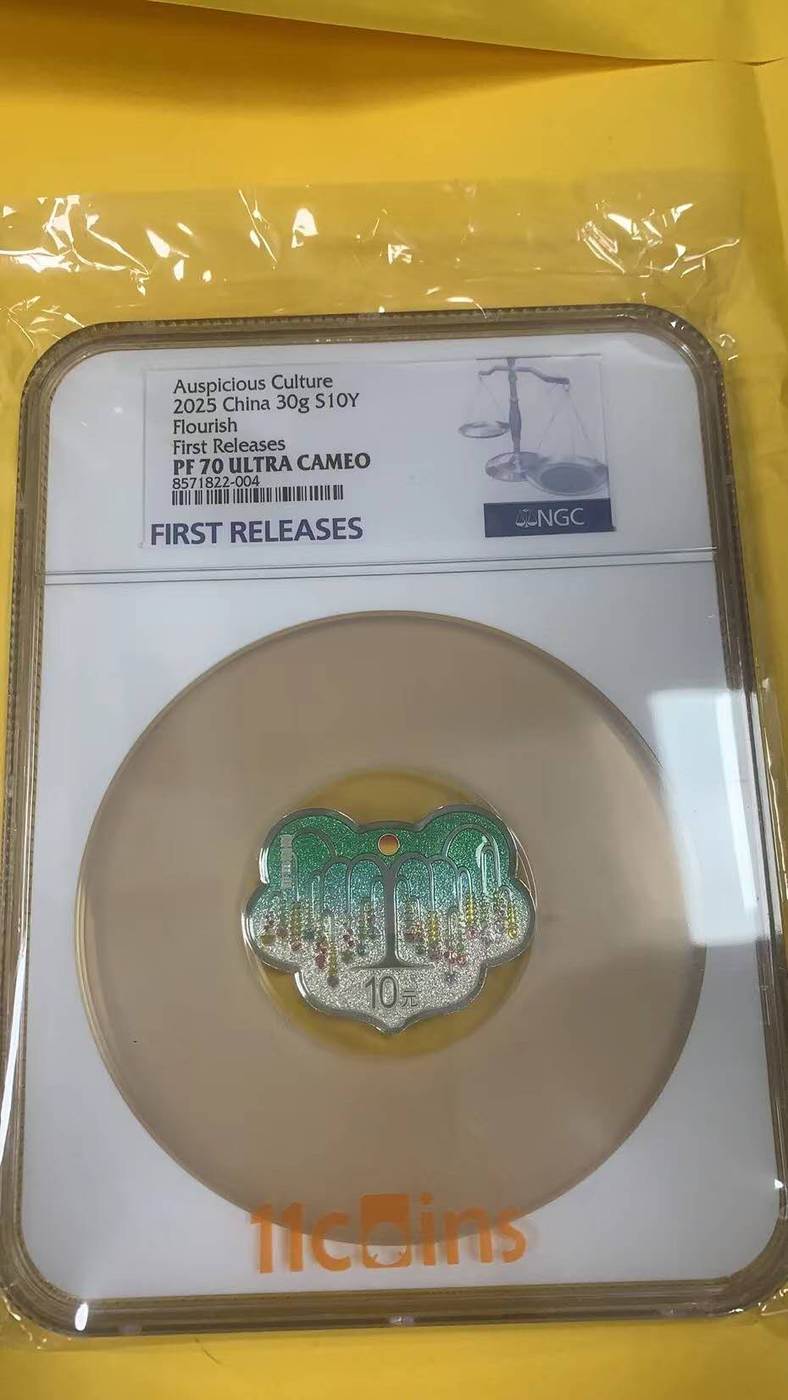 Auspicious Culture
2025 China 30g S10Y
Flourish
First Releases
PF 70 ULTRA CAMEO
8571822-004
FIRST RELEASES
NGC
10元
11coins